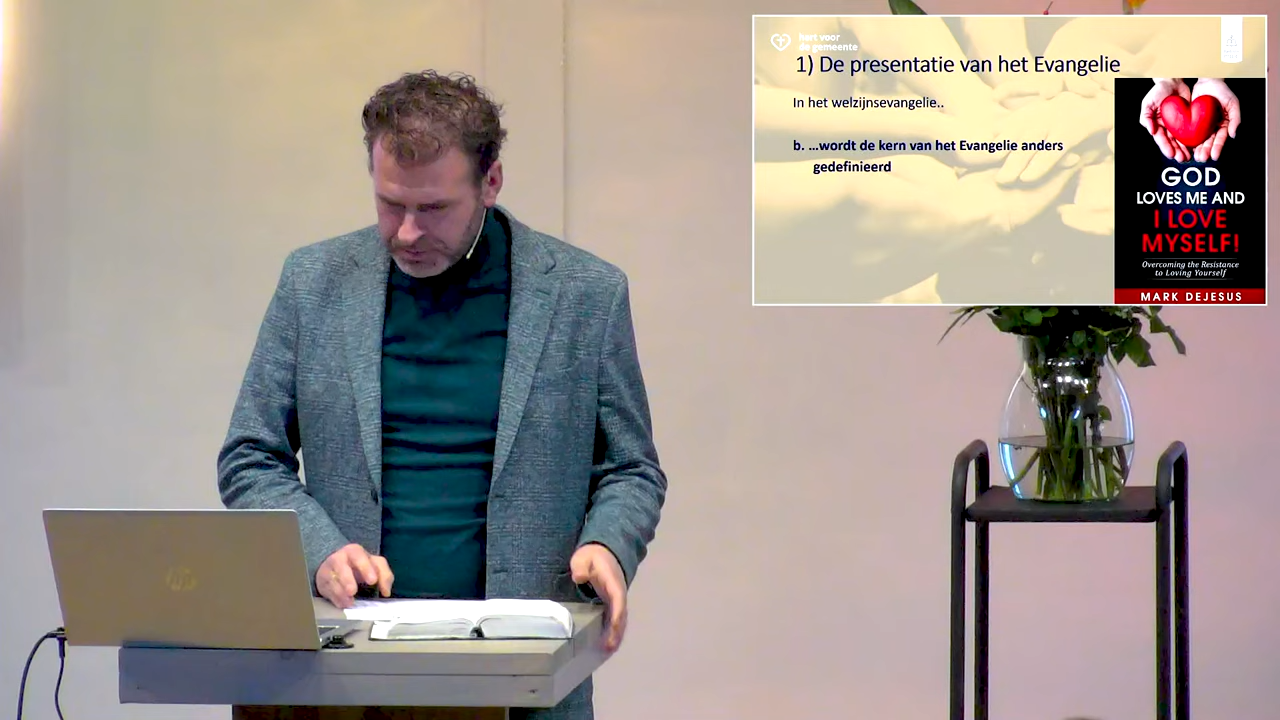 hart voor
de gemeente
1) De presentatie van het Evangelie
In het welzijnsevangelie..
b. …wordt de kern van het Evangelie anders
gedefinieerd
GOD
LOVES ME AND
I LOVE
MYSELF!
Overcoming the Resistance
to Loving Yourself
MARK DEJESUS
hp